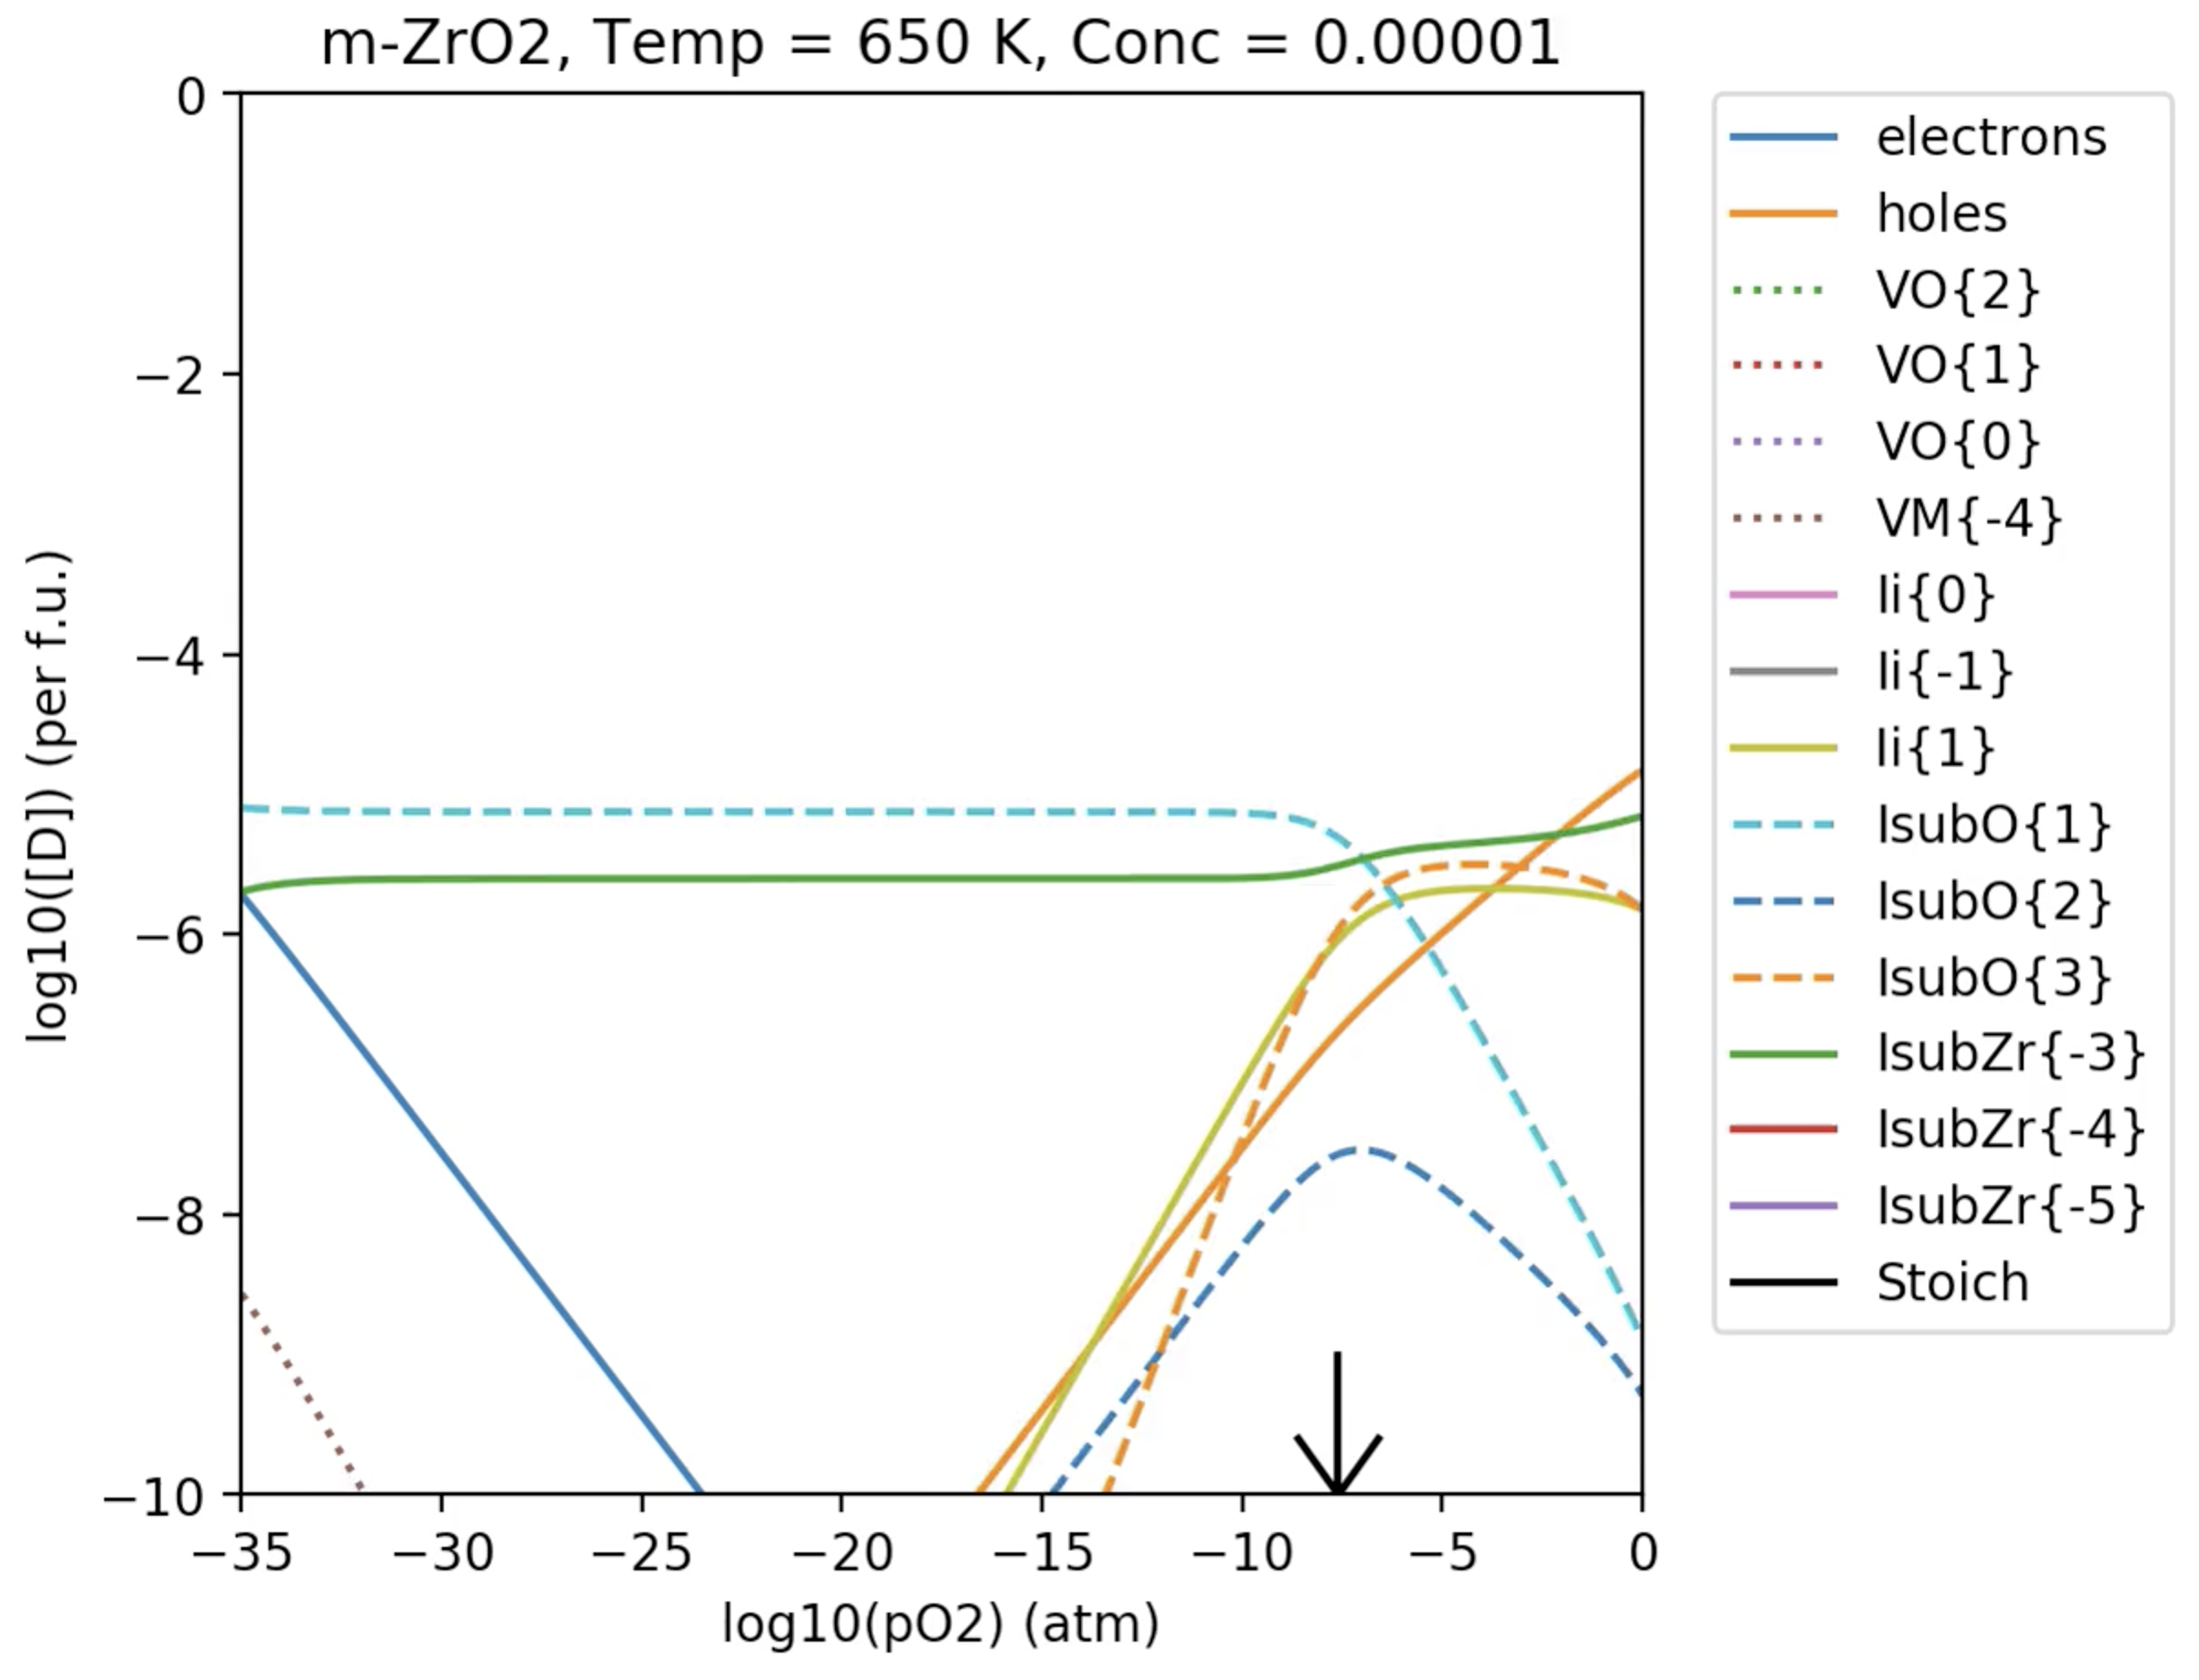 m-ZrO2, Temp = 650 K, Conc = 0.00001
log10([D]) (per f.u.)
0
−2
−4
−6
−8
−10
−35 −30 −25 −20 −15 −10 −5 0
log10(pO2) (atm)
electrons
holes
VO{2}
VO{1}
VO{0}
VM{-4}
Ii{0}
Ii{-1}
Ii{1}
IsubO{1}
IsubO{2}
IsubO{3}
IsubZr{-3}
IsubZr{-4}
IsubZr{-5}
Stoich